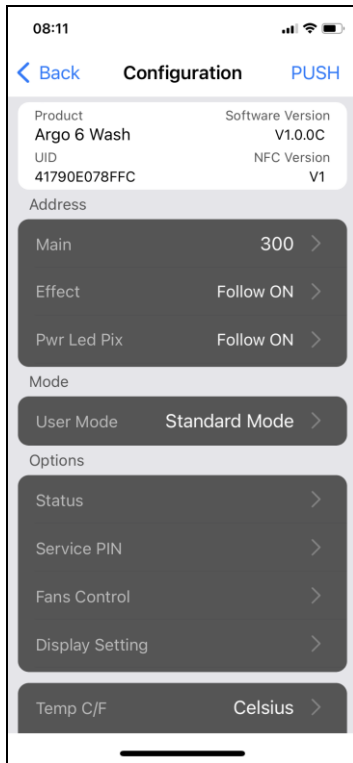 08:11
Back Configuration PUSH
Product Software Version
Argo 6 Wash V1.0.0C
UID NFC Version
41790E078FFC V1
Address
Main 300
Effect Follow ON
Pwr Led Pix Follow ON
Mode
User Mode Standard Mode
Options
Status
Service PIN
Fans Control
Display Setting
Temp C/F Celsius